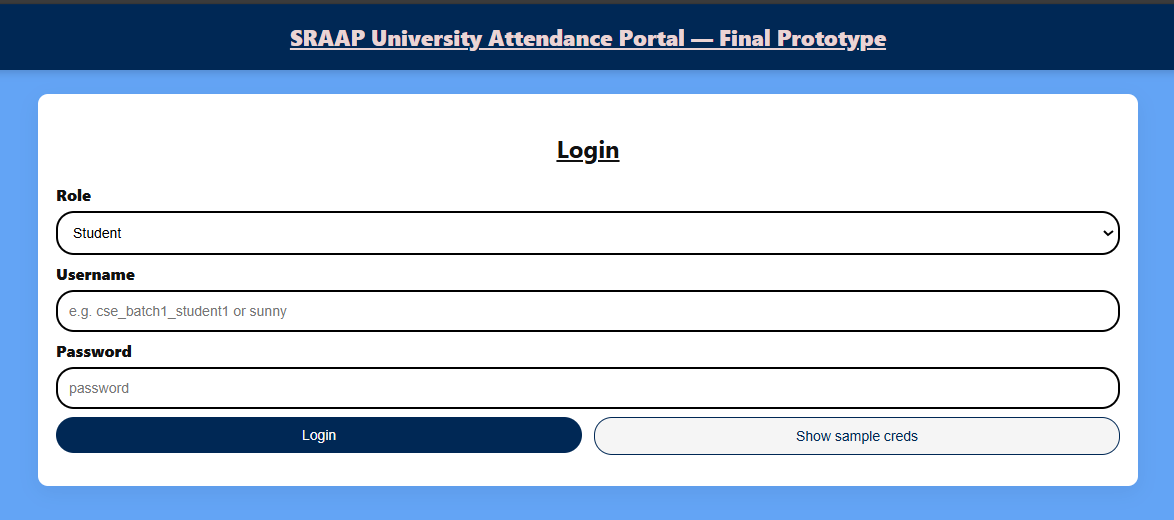 SRAAP University Attendance Portal — Final Prototype
Login
Role
Student
Username
e.g. cse_batch1_student1 or sunny
Password
password
Login Show sample creds